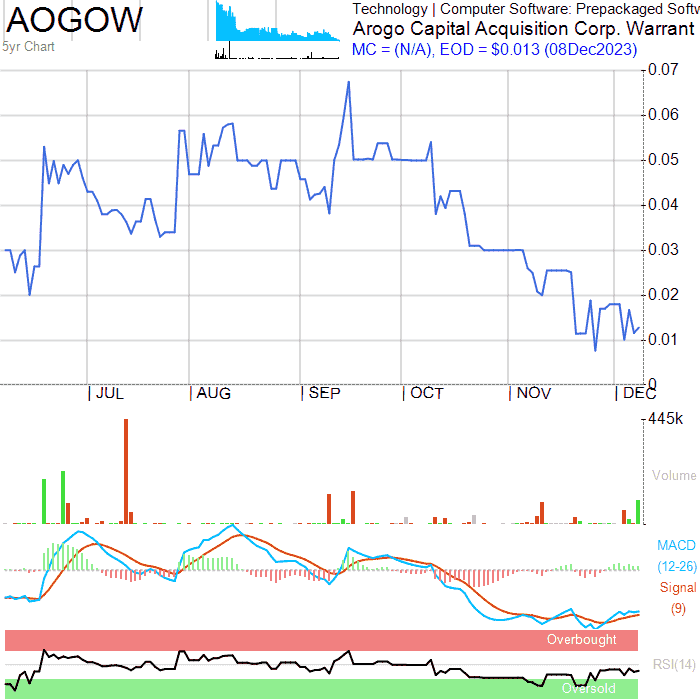 AOGOW
5yr Chart
Technology | Computer Software: Prepackaged Softw
Arogo Capital Acquisition Corp. Warrant
MC = (N/A), EOD = $0.013 (08Dec2023)
0.07
0.06
0.05
0.04
0.03
0.02
0.01
0
JUL AUG SEP OCT NOV DEC
445k
Volume
MACD
(12-26)
Signal
(9)
Overbought
RSI(14)
Oversold